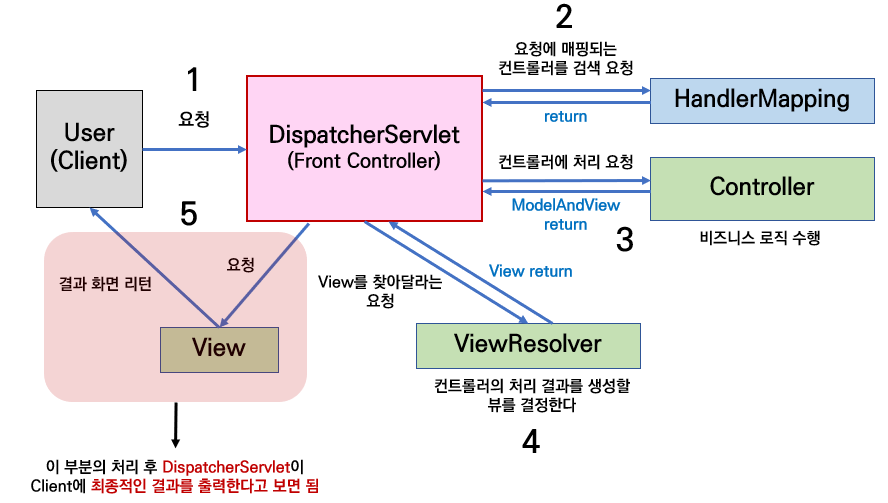 1
요청
User
(Client)
DispatcherServlet
(Front Controller)
2
요청에 매핑되는
컨트롤러를 검색 요청
HandlerMapping
return
컨트롤러에 처리 요청
Controller
ModelAndView
return
3
비즈니스 로직 수행
5
결과 화면 리턴
요청
View
View를 찾아달라는
요청
View return
ViewResolver
컨트롤러의 처리 결과를 생성할
뷰를 결정한다
4
이 부분의 처리 후 DispatcherServlet이
Client에 최종적인 결과를 출력한다고 보면 됨